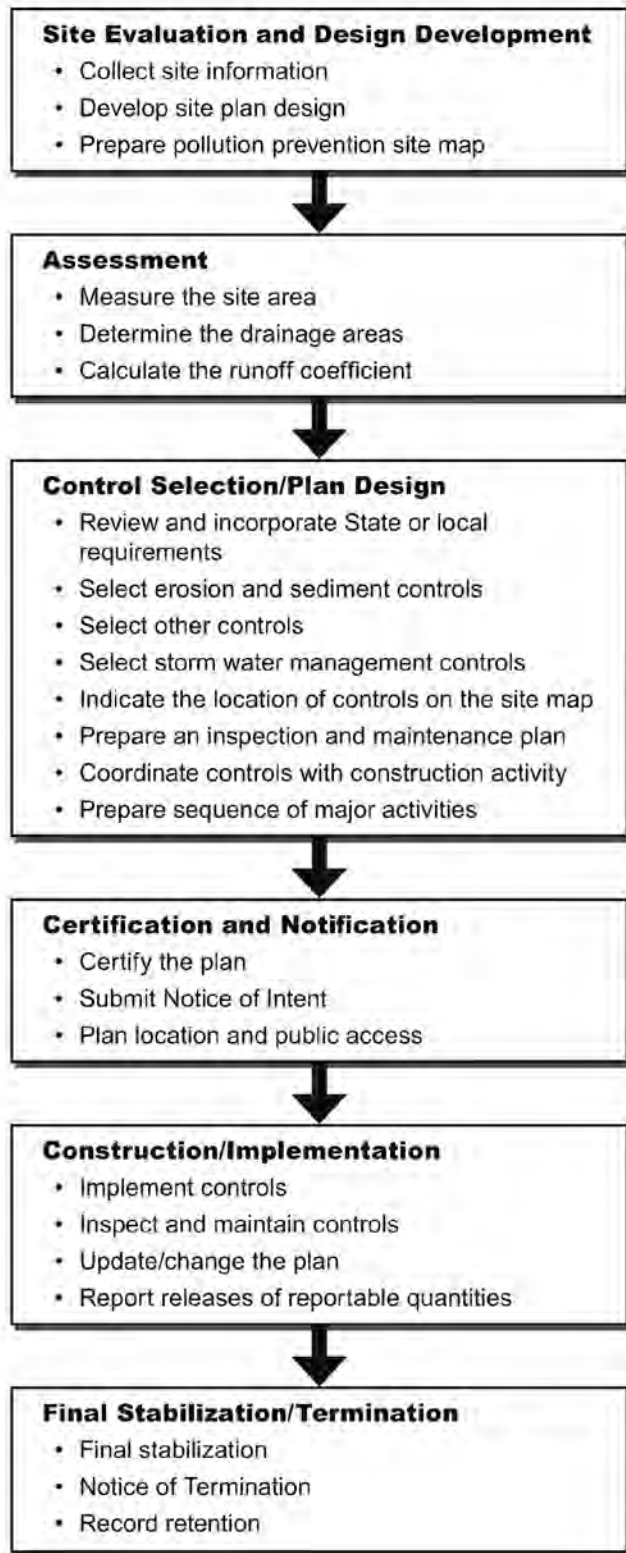 Site Evaluation and Design Development
• Collect site information
• Develop site plan design
• Prepare pollution prevention site map
Assessment
• Measure the site area
• Determine the drainage areas
• Calculate the runoff coefficient
Control Selection/Plan Design
• Review and incorporate State or local
requirements
• Select erosion and sediment controls
• Select other controls
• Select storm water management controls
• Indicate the location of controls on the site map
• Prepare an inspection and maintenance plan
• Coordinate controls with construction activity
• Prepare sequence of major activities
Certification and Notification
• Certify the plan
• Submit Notice of Intent
• Plan location and public access
Construction/Implementation
• Implement controls
• Inspect and maintain controls
• Update/change the plan
• Report releases of reportable quantities
Final Stabilization/Termination
• Final stabilization
• Notice of Termination
• Record retention